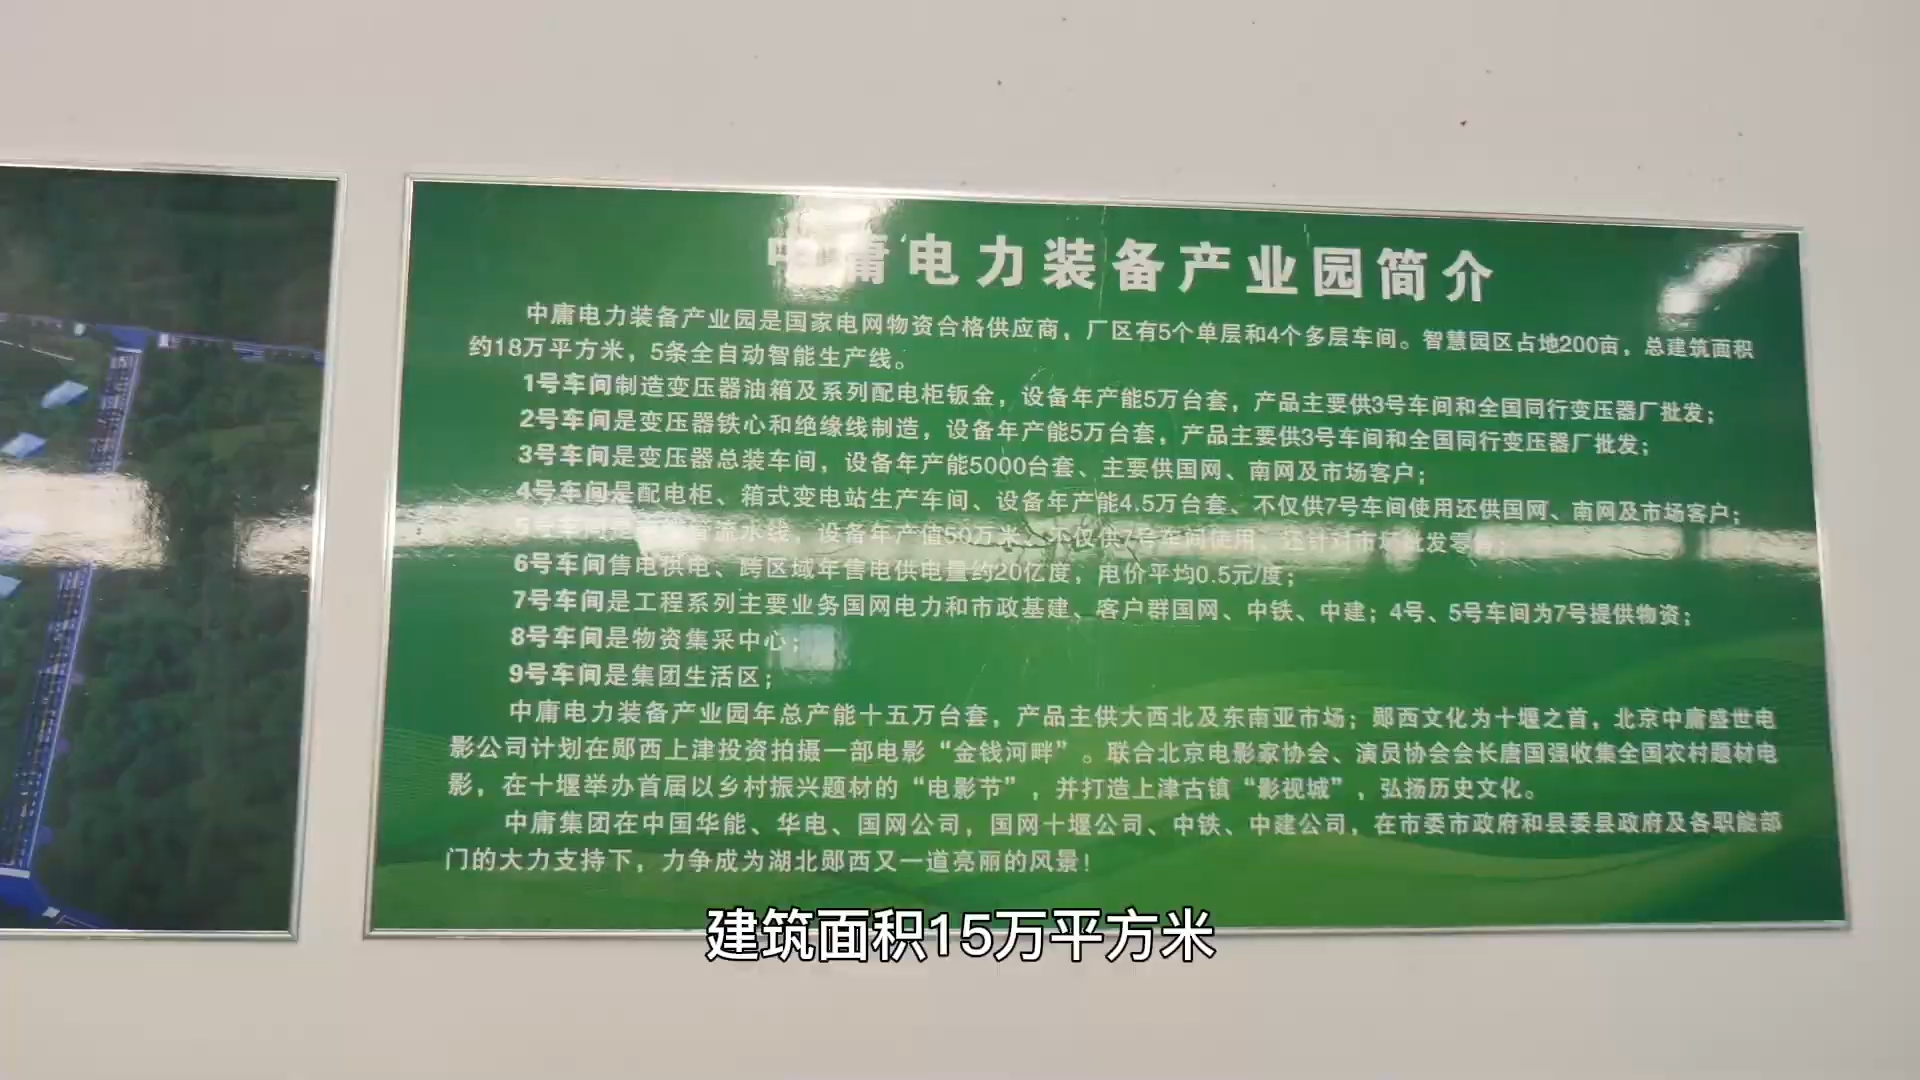 中庸电力装备产业园简介
中庸电力装备产业园是国家电网物资合格供应商，厂区有5个单层和4个多层车间。智慧园区占地200亩，总建筑面积
约18万平方米，5条全自动智能生产线。
1号车间制造变压器油箱及系列配电柜钣金，设备年产能5万台套，产品主要供3号车间和全国同行变压器厂批发；
2号车间是变压器铁心和绝缘线制造，设备年产能5万台套，产品主要供3号车间和全国同行变压器厂批发；
3号车间是变压器总装车间，设备年产能5000台套、主要供国网、南网及市场客户；
4号车间是配电柜、箱式变电站生产车间、设备年产能4.5万台套、不仅供7号车间使用还供国网、南网及市场客户；
5号车间是管流水线，设备年产值50万米、不仅供7号车间使用、还针对市场批发零售；
6号车间售电供电、跨区域年售电供电量约20亿度，电价平均0.5元/度；
7号车间是工程系列主要业务国网电力和市政基建、客户群国网、中铁、中建；4号、5号车间为7号提供物资；
8号车间是物资集采中心；
9号车间是集团生活区；
中庸电力装备产业园年总产能十五万台套，产品主供大西北及东南亚市场；郧西文化为十堰之首，北京中庸盛世电
影公司计划在郧西上津投资拍摄一部电影“金钱河畔”。联合北京电影家协会、演员协会会长唐国强收集全国农村题材电
影，在十堰举办首届以乡村振兴题材的“电影节”，并打造上津古镇“影视城”，弘扬历史文化。
中庸集团在中国华能、华电、国网公司，国网十堰公司、中铁、中建公司，在市委市政府和县委县政府及各职能部
门的大力支持下，力争成为湖北郧西又一道亮丽的风景！
建筑面积15万平方米